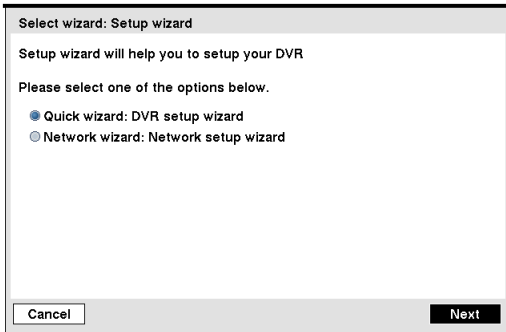 Select wizard: Setup wizard
Setup wizard will help you to setup your DVR
Please select one of the options below.
Quick wizard: DVR setup wizard
Network wizard: Network setup wizard
Cancel
Next